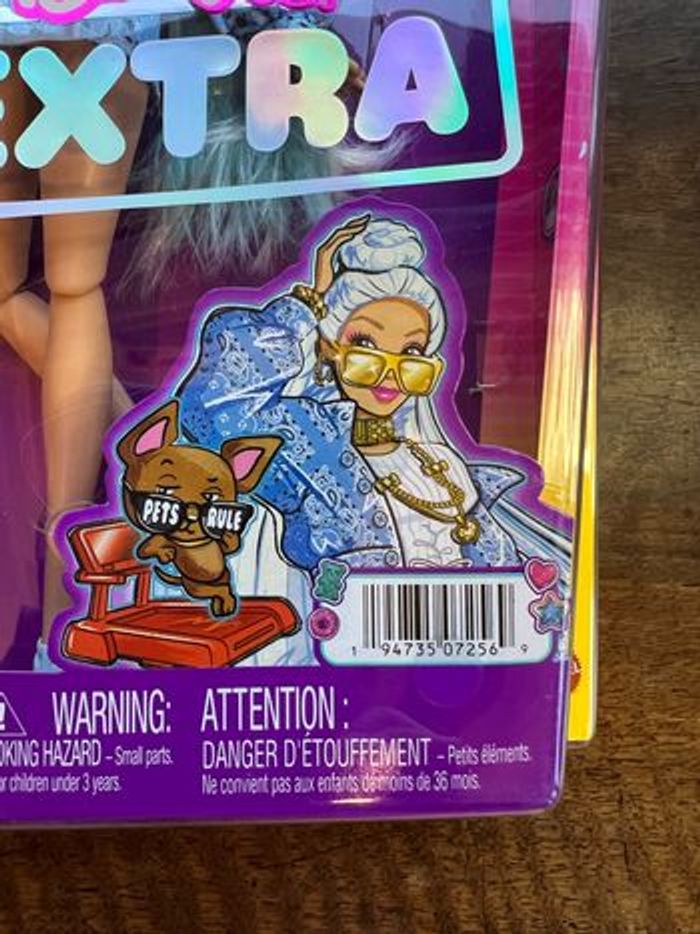 EXTRA
PETS RULE
1 94735 07256 9
WARNING: ATTENTION :
OKING HAZARD – Small parts. DANGER D'ÉTOUFFEMENT – Petits éléments.
or children under 3 years. Ne convient pas aux enfants de moins de 36 mois.